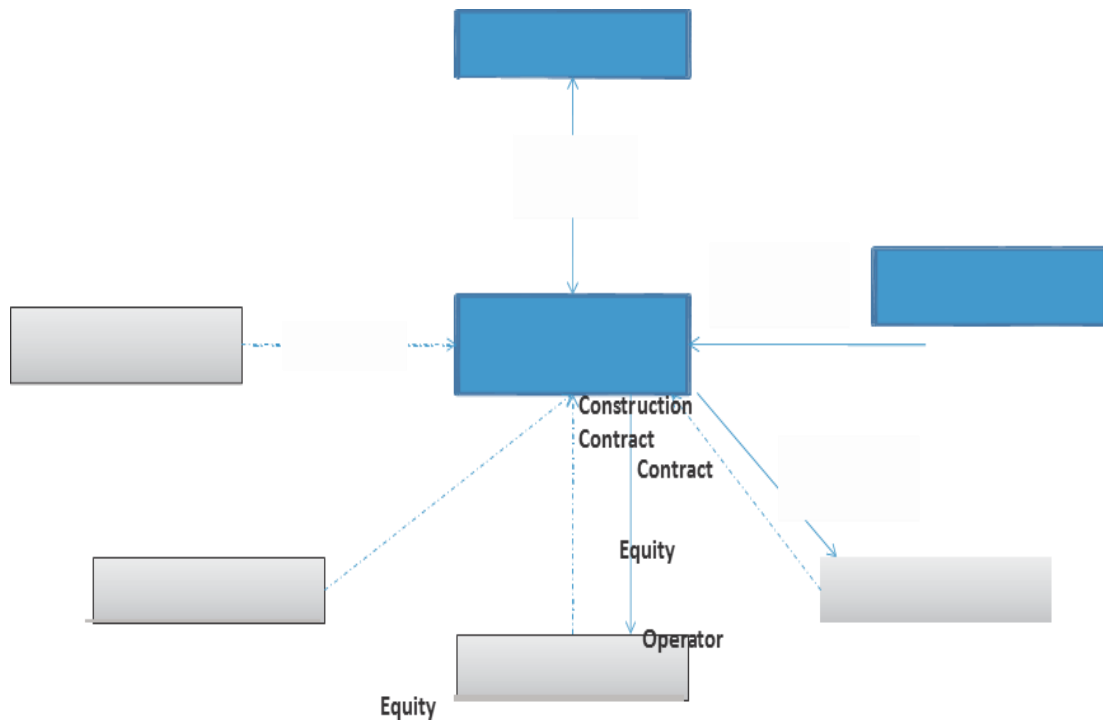 Construction
Contract
Contract
Equity
Operator
Equity